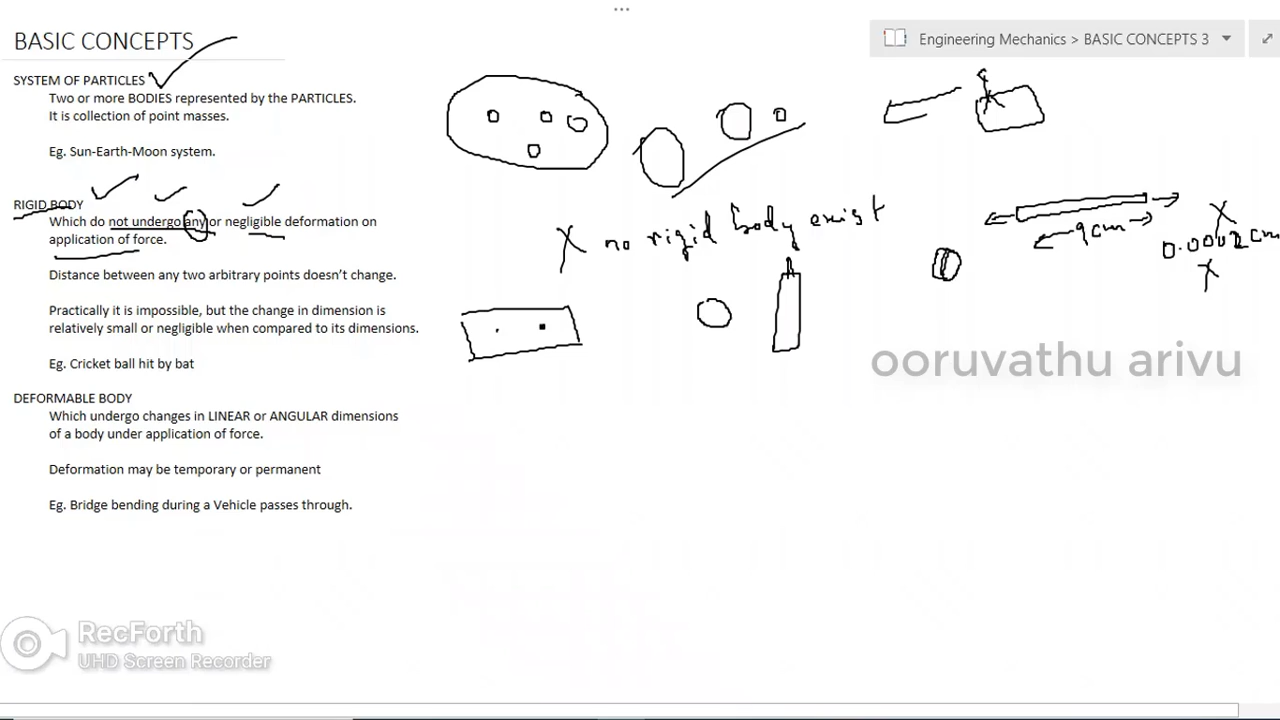 BASIC CONCEPTS
Engineering Mechanics > BASIC CONCEPTS 3
SYSTEM OF PARTICLES
Two or more BODIES represented by the PARTICLES.
It is collection of point masses.
Eg. Sun-Earth-Moon system.
RIGID BODY
Which do not undergo any or negligible deformation on
application of force.
Distance between any two arbitrary points doesn't change.
Practically it is impossible, but the change in dimension is
relatively small or negligible when compared to its dimensions.
Eg. Cricket ball hit by bat
DEFORMABLE BODY
Which undergo changes in LINEAR or ANGULAR dimensions
of a body under application of force.
Deformation may be temporary or permanent
Eg. Bridge bending during a Vehicle passes through.
no rigid body exist
9 cm
0.0002 cm
ooruvathu arivu
RecForth
UHD Screen Recorder